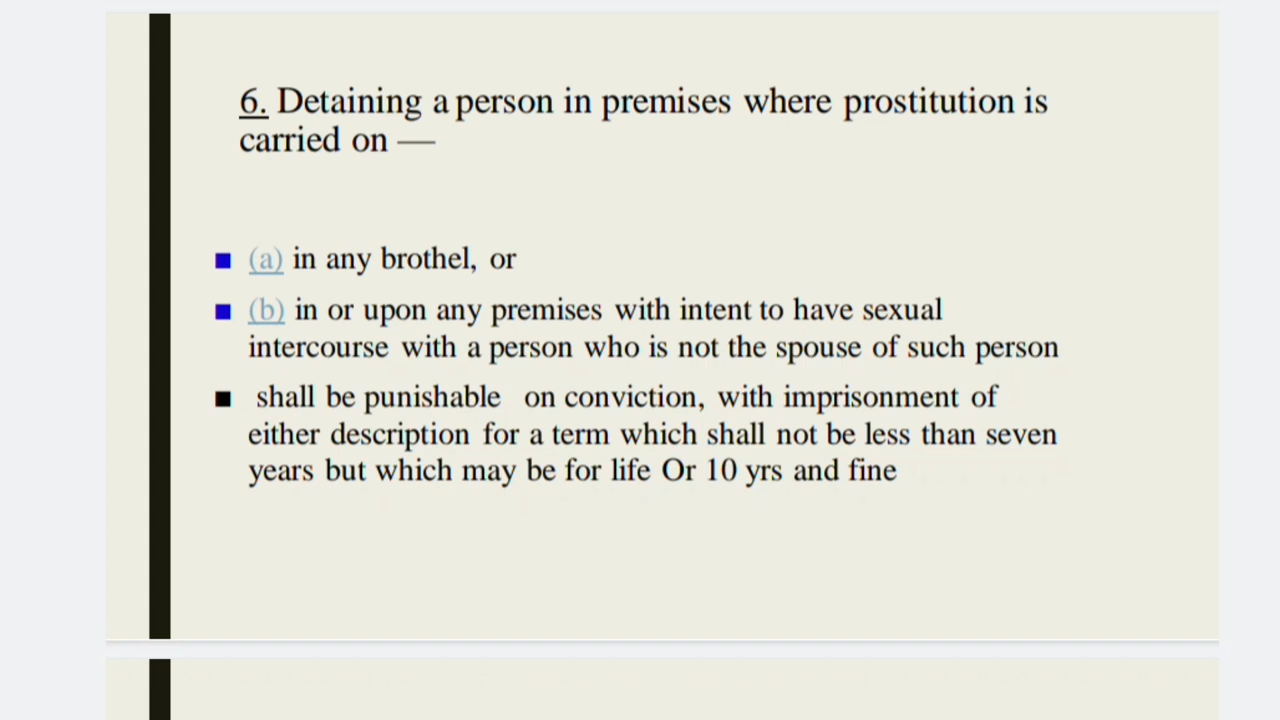 6. Detaining a person in premises where prostitution is
carried on —
(a) in any brothel, or
(b) in or upon any premises with intent to have sexual
intercourse with a person who is not the spouse of such person
shall be punishable on conviction, with imprisonment of
either description for a term which shall not be less than seven
years but which may be for life Or 10 yrs and fine